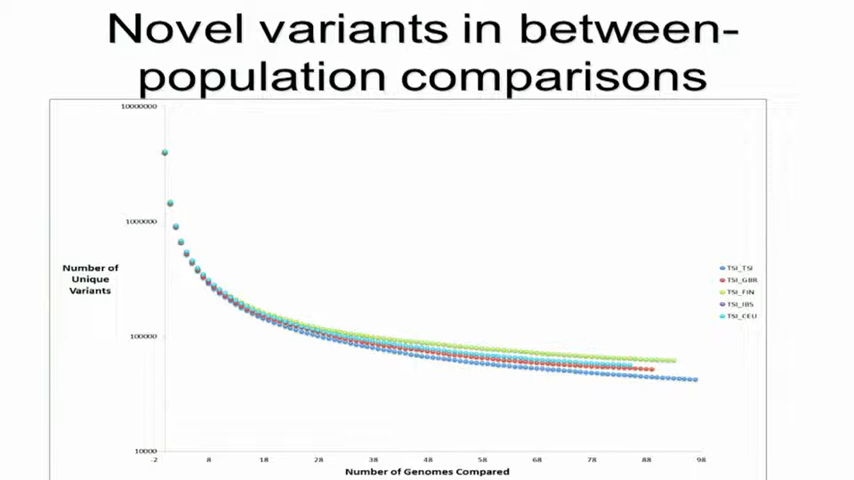 Novel variants in between-
population comparisons
10000000
1000000
Number of
Unique
Variants
100000
10000
-2 8 18 28 38 48 58 68 78 88 98
Number of Genomes Compared
TSI_TSI
TSI_GBR
TSI_FIN
TSI_IBS
TSI_CEU